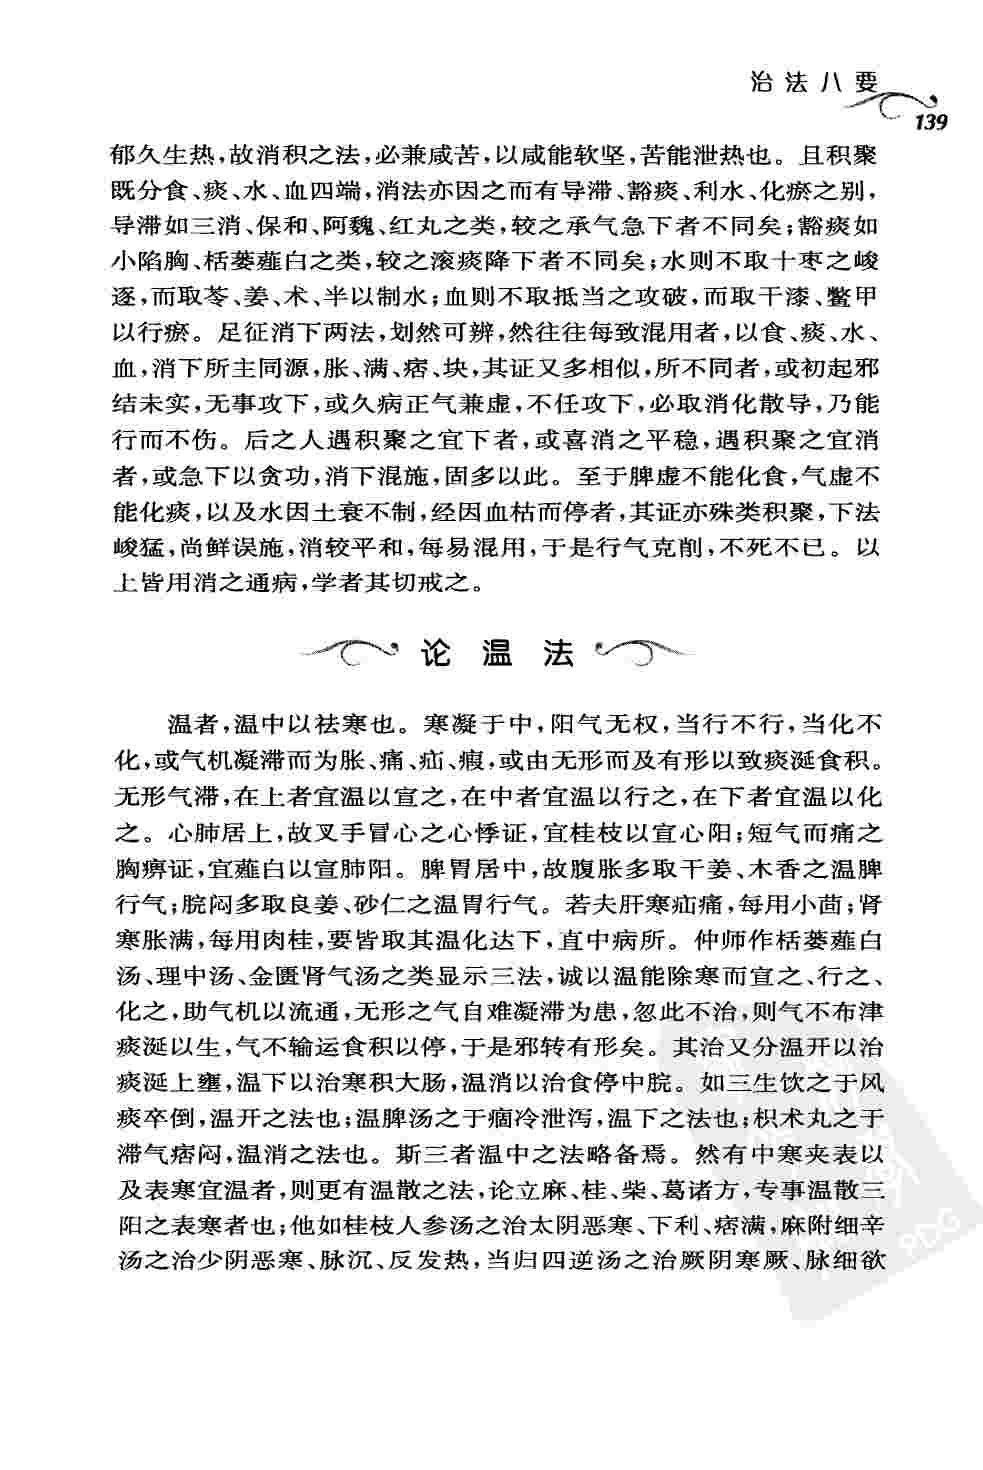 治法八要
139
郁久生热，故消积之法，必兼咸苦，以咸能软坚，苦能泄热也。且积聚
既分食、痰、水、血四端，消法亦因之而有导滞、豁痰、利水、化瘀之别，
导滞如三消、保和、阿魏、红丸之类，较之承气急下者不同矣；豁痰如
小陷胸、栝蒌薤白之类，较之滚痰降下者不同矣；水则不取十枣之峻
逐，而取苓、姜、术、半以制水；血则不取抵当之攻破，而取干漆、鳖甲
以行瘀。足征消下两法，划然可辨，然往往每致混用者，以食、痰、水、
血，消下所主同源，胀、满、痞、块，其证又多相似，所不同者，或初起邪
结未实，无事攻下，或久病正气兼虚，不任攻下，必取消化散导，乃能
行而不伤。后之人遇积聚之宜下者，或喜消之平稳，遇积聚之宜消
者，或急下以贪功，消下混施，固多以此。至于脾虚不能化食，气虚不
能化痰，以及水因土衰不制，经因血枯而停者，其证亦殊类积聚，下法
峻猛，尚鲜误施，消较平和，每易混用，于是行气克削，不死不已。以
上皆用消之通病，学者其切戒之。
论温法
温者，温中以祛寒也。寒凝于中，阳气无权，当行不行，当化不
化，或气机凝滞而为胀、痛、疝、瘕，或由无形而及有形以致痰涎食积。
无形气滞，在上者宜温以宣之，在中者宜温以行之，在下者宜温以化
之。心肺居上，故叉手冒心之心悸证，宜桂枝以宣心阳；短气而痛之
胸痹证，宜薤白以宣肺阳。脾胃居中，故腹胀多取干姜、木香之温脾
行气；脘闷多取良姜、砂仁之温胃行气。若夫肝寒疝痛，每用小茴；肾
寒胀满，每用肉桂，要皆取其温化达下，直中病所。仲师作栝蒌薤白
汤、理中汤、金匮肾气汤之类显示三法，诚以温能除寒而宣之、行之、
化之，助气机以流通，无形之气自难凝滞为患，忽此不治，则气不布津
痰涎以生，气不输运食积以停，于是邪转有形矣。其治又分温开以治
痰涎上壅，温下以治寒积大肠，温消以治食停中脘。如三生饮之于风
痰卒倒，温开之法也；温脾汤之于痼冷泄泻，温下之法也；枳术丸之于
滞气痞闷，温消之法也。斯三者温中之法略备焉。然有中寒夹表以
及表寒宜温者，则更有温散之法，论立麻、桂、柴、葛诸方，专事温散三
阳之表寒者也；他如桂枝人参汤之治太阴恶寒、下利、痞满，麻附细辛
汤之治少阴恶寒、脉沉、反发热，当归四逆汤之治厥阴寒厥、脉细欲
PDG